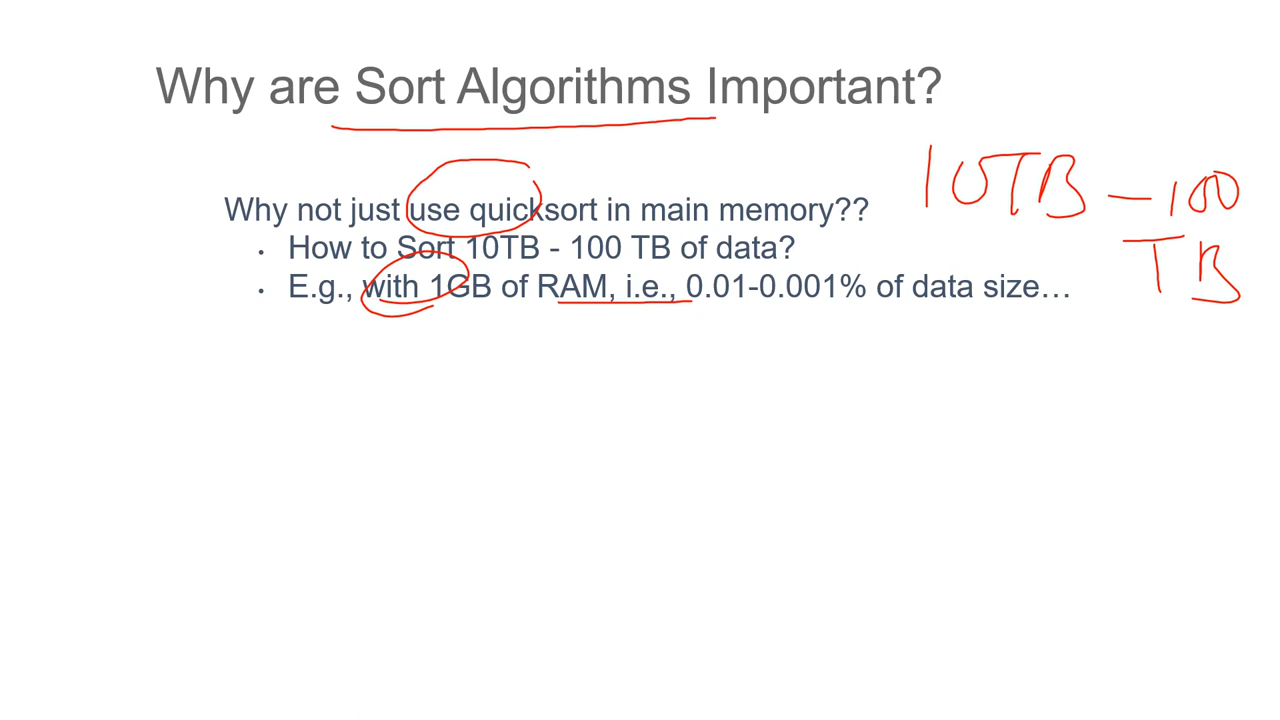 Why are Sort Algorithms Important?
10TB - 100
TB
Why not just use quicksort in main memory??
• How to Sort 10TB - 100 TB of data?
• E.g., with 1GB of RAM, i.e., 0.01-0.001% of data size…